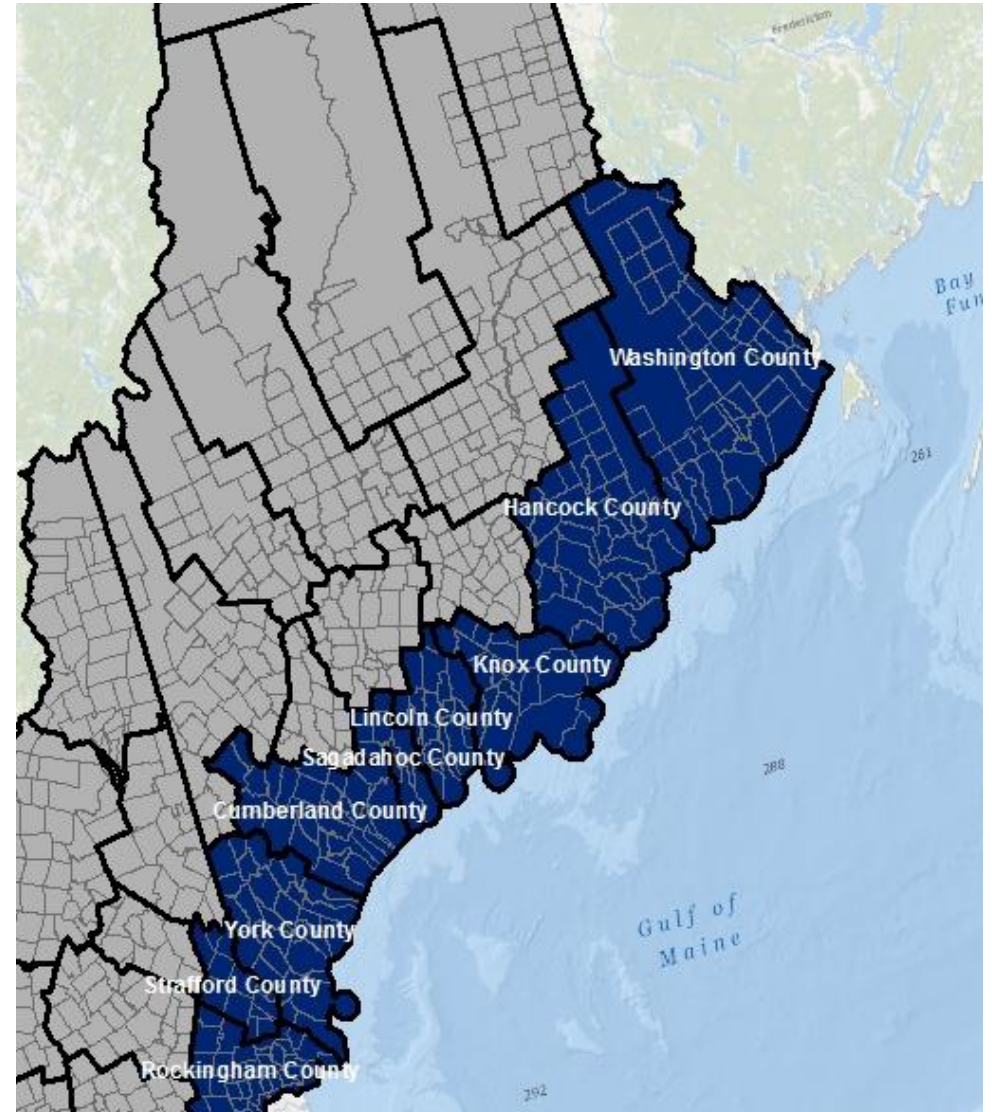 Fredericton
Bay
Fun
Washington County
261
Hancock County
Knox County
Lincoln County
Sagadahoc County
288
Cumberland County
Gulf of
Maine
York County
Strafford County
Rockingham County
292